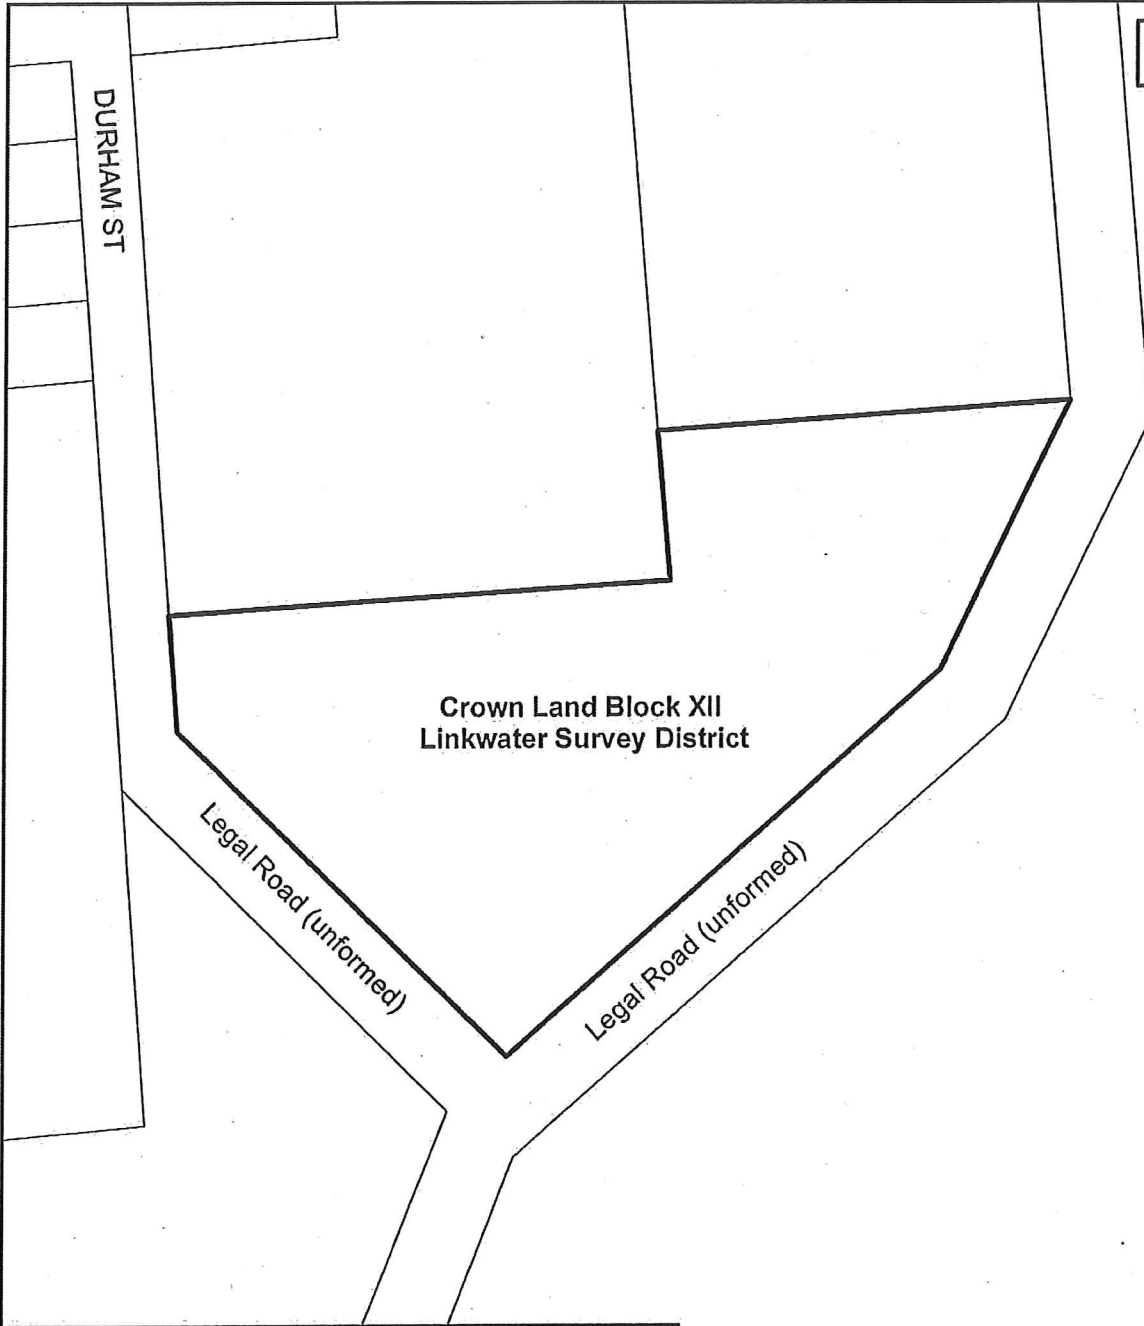 DURHAM ST
Crown Land Block XII
Linkwater Survey District
Legal Road (unformed)
Legal Road (unformed)